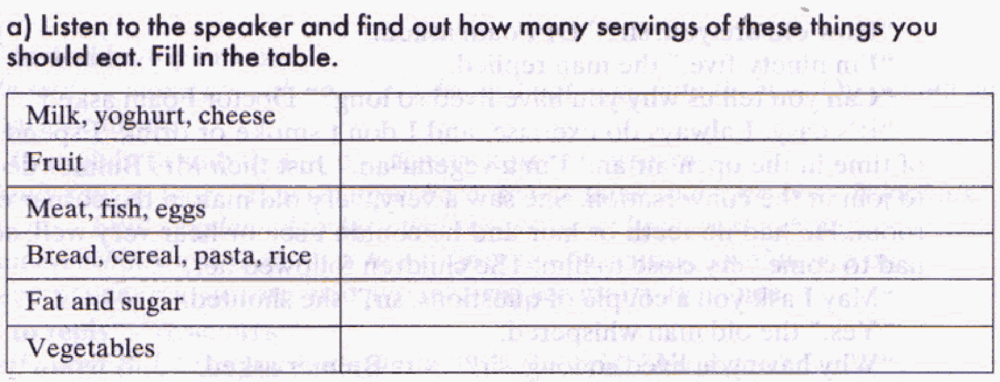 a) Listen to the speaker and find out how many servings of these things you
should eat. Fill in the table.
Milk, yoghurt, cheese
Fruit
Meat, fish, eggs
Bread, cereal, pasta, rice
Fat and sugar
Vegetables